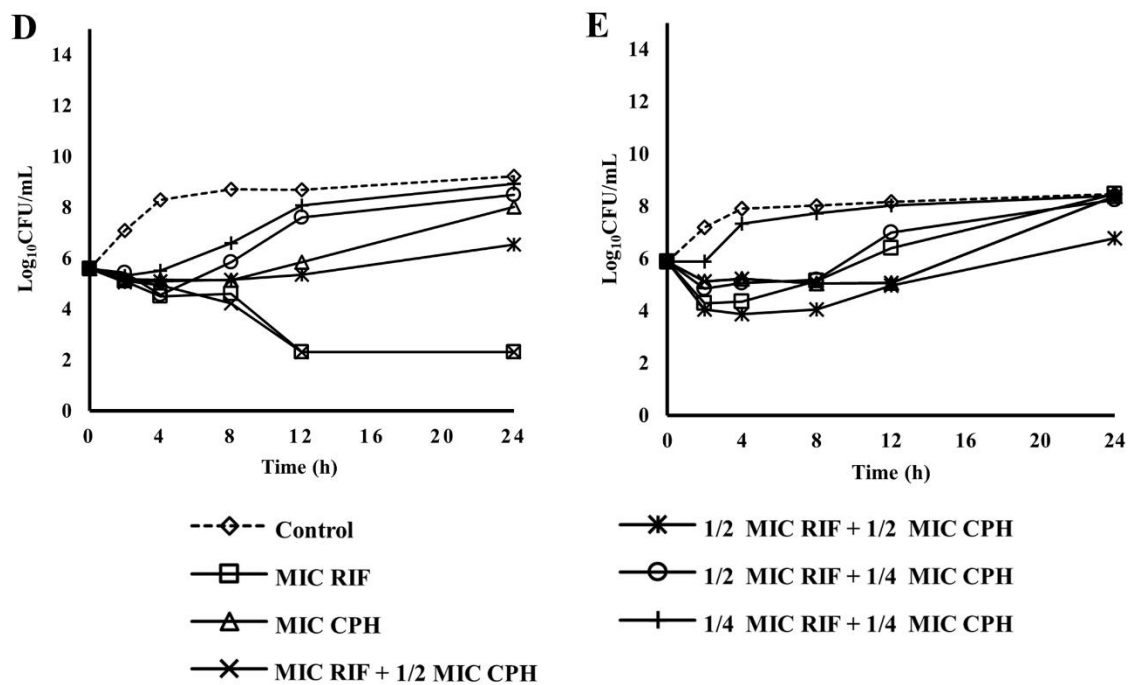 D
14
12
10
8
6
4
2
0
Log10CFU/mL
0 4 8 12 16 20 24
Time (h)
E
14
12
10
8
6
4
2
0
Log10CFU/mL
0 4 8 12 16 20 24
Time (h)
Control
MIC RIF
MIC CPH
MIC RIF + 1/2 MIC CPH
1/2 MIC RIF + 1/2 MIC CPH
1/2 MIC RIF + 1/4 MIC CPH
1/4 MIC RIF + 1/4 MIC CPH